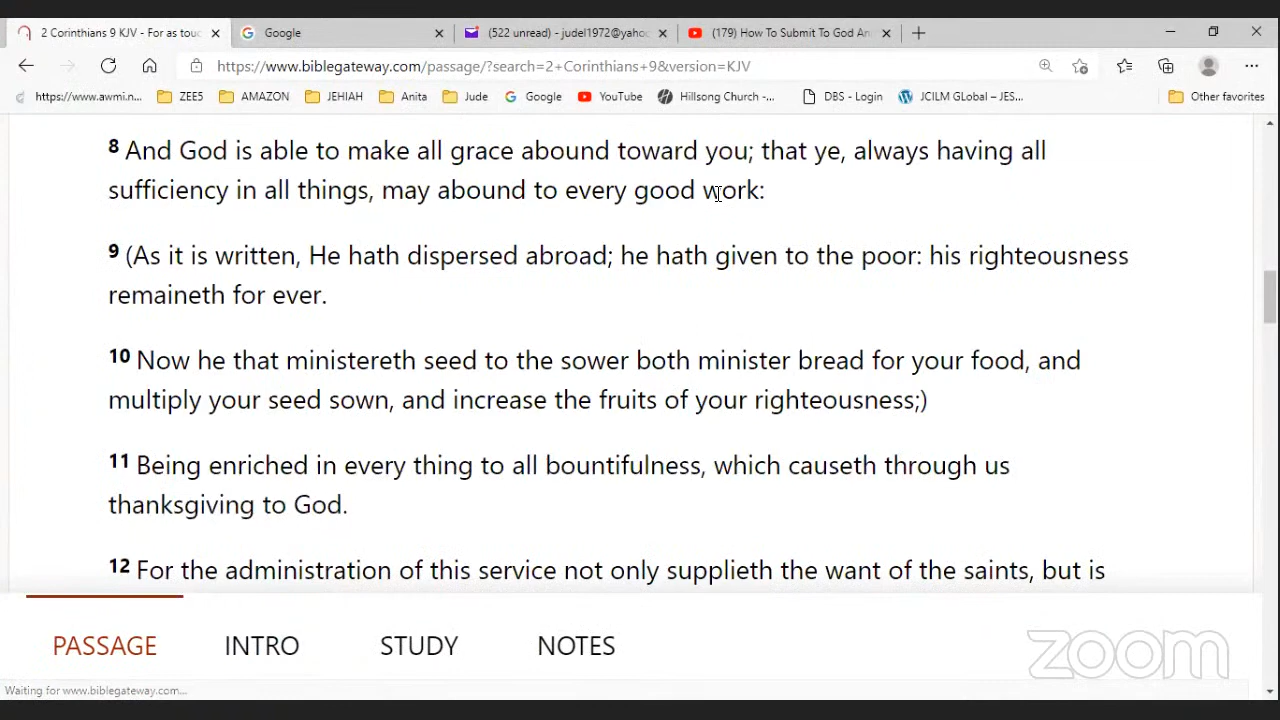 2 Corinthians 9 KJV - For as touc
Google
(522 unread) - judel1972@yaho
(179) How To Submit To God An
https://www.biblegateway.com/passage/?search=2+Corinthians+9&version=KJV
https://www.awmi.n... ZEE5 AMAZON JEHIAH Anita Jude Google YouTube Hillsong Church -... DBS - Login JCILM GLobal – JES... Other favorites
8 And God is able to make all grace abound toward you; that ye, always having all
sufficiency in all things, may abound to every good work:
9 (As it is written, He hath dispersed abroad; he hath given to the poor: his righteousness
remaineth for ever.
10 Now he that ministereth seed to the sower both minister bread for your food, and
multiply your seed sown, and increase the fruits of your righteousness;)
11 Being enriched in every thing to all bountifulness, which causeth through us
thanksgiving to God.
12 For the administration of this service not only supplieth the want of the saints, but is
PASSAGE INTRO STUDY NOTES
zoom
Waiting for www.biblegateway.com...